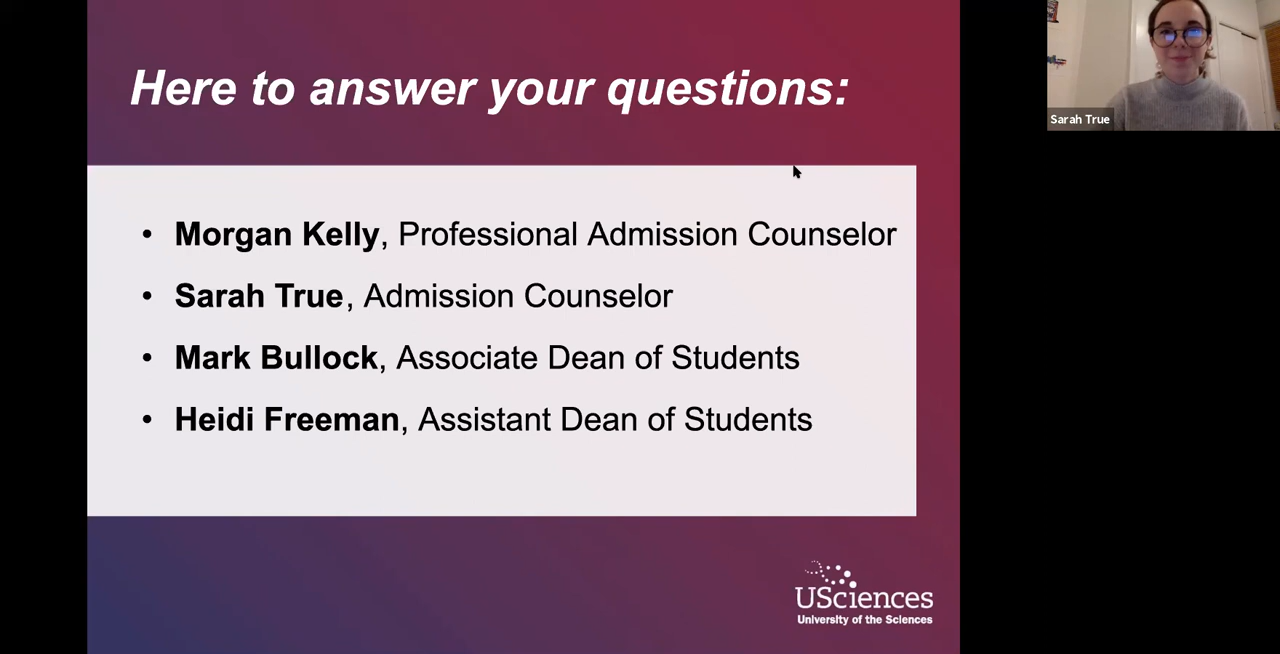 Here to answer your questions:
Sarah True
• Morgan Kelly, Professional Admission Counselor
• Sarah True, Admission Counselor
• Mark Bullock, Associate Dean of Students
• Heidi Freeman, Assistant Dean of Students
USciences
University of the Sciences